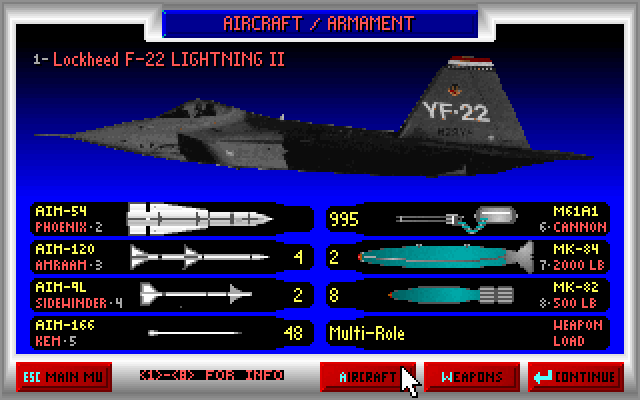 AIRCRAFT / ARMAMENT
1- Lockheed F-22 LIGHTNING II
YF-22
AIM-54
PHOENIX·2
995
M61A1
6·CANNON
AIM-120
AMRAAM·3
4
2
MK-84
7·2000 LB
AIM-9L
SIDEWINDER·4
2
8
MK-82
8·500 LB
AIM-166
KEM·5
48
Multi-Role
WEAPON
LOAD
ESC MAIN MU
<1>-<8> FOR INFO
AIRCRAFT
WEAPONS
CONTINUE